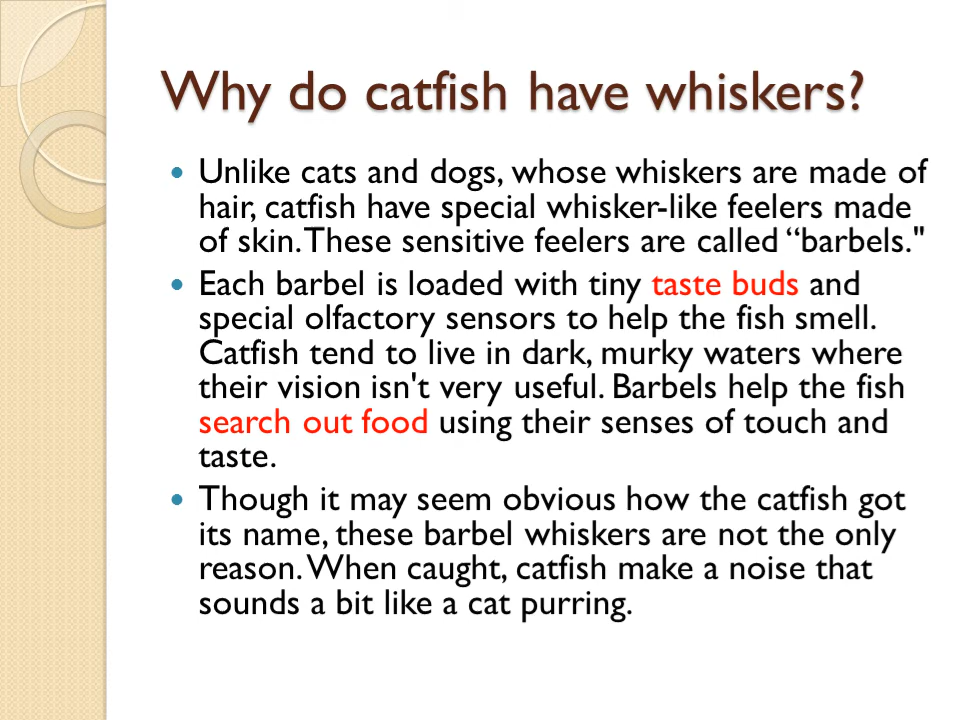 Why do catfish have whiskers?
Unlike cats and dogs, whose whiskers are made of
hair, catfish have special whisker-like feelers made
of skin. These sensitive feelers are called “barbels."
Each barbel is loaded with tiny taste buds and
special olfactory sensors to help the fish smell.
Catfish tend to live in dark, murky waters where
their vision isn't very useful. Barbels help the fish
search out food using their senses of touch and
taste.
Though it may seem obvious how the catfish got
its name, these barbel whiskers are not the only
reason. When caught, catfish make a noise that
sounds a bit like a cat purring.